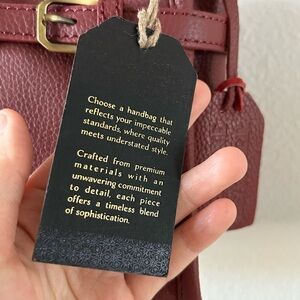 Choose a handbag that
reflects your impeccable
standards, where quality
meets understated style.
Crafted from premium
materials with an
unwavering commitment
to detail, each piece
offers a timeless blend
of sophistication.